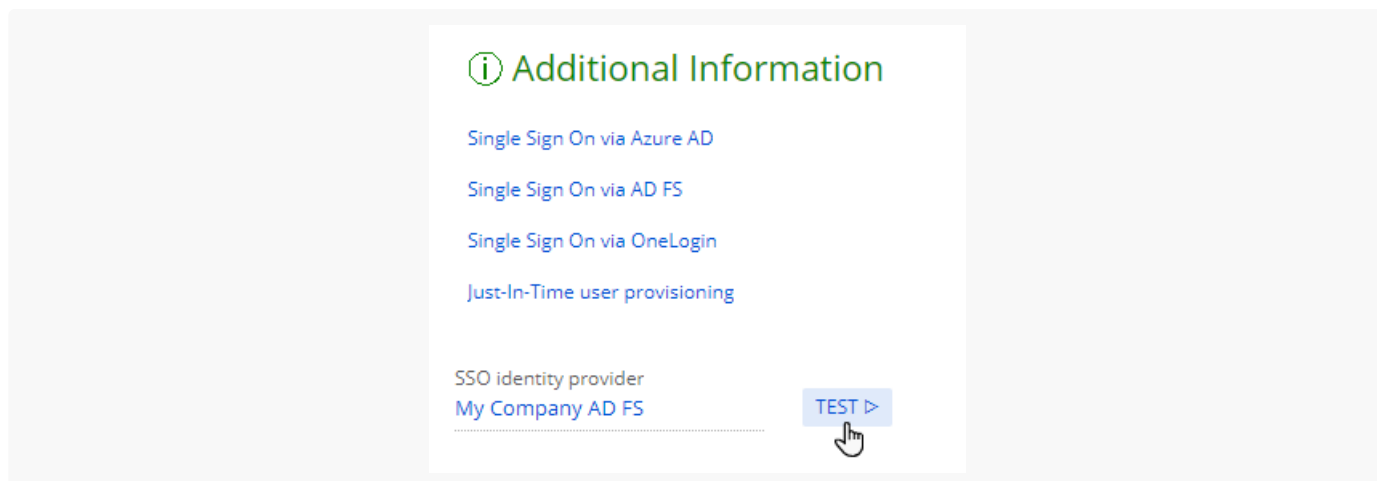 Additional Information
Single Sign On via Azure AD
Single Sign On via AD FS
Single Sign On via OneLogin
Just-In-Time user provisioning
SSO identity provider
My Company AD FS
TEST